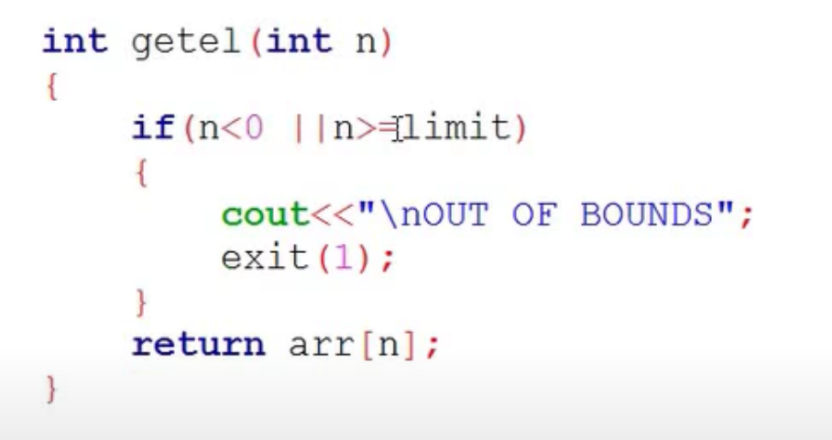 int getel(int n)
{
if(n<0 ||n>=limit)
{
cout<<"\nOUT OF BOUNDS";
exit(1);
}
return arr[n];
}